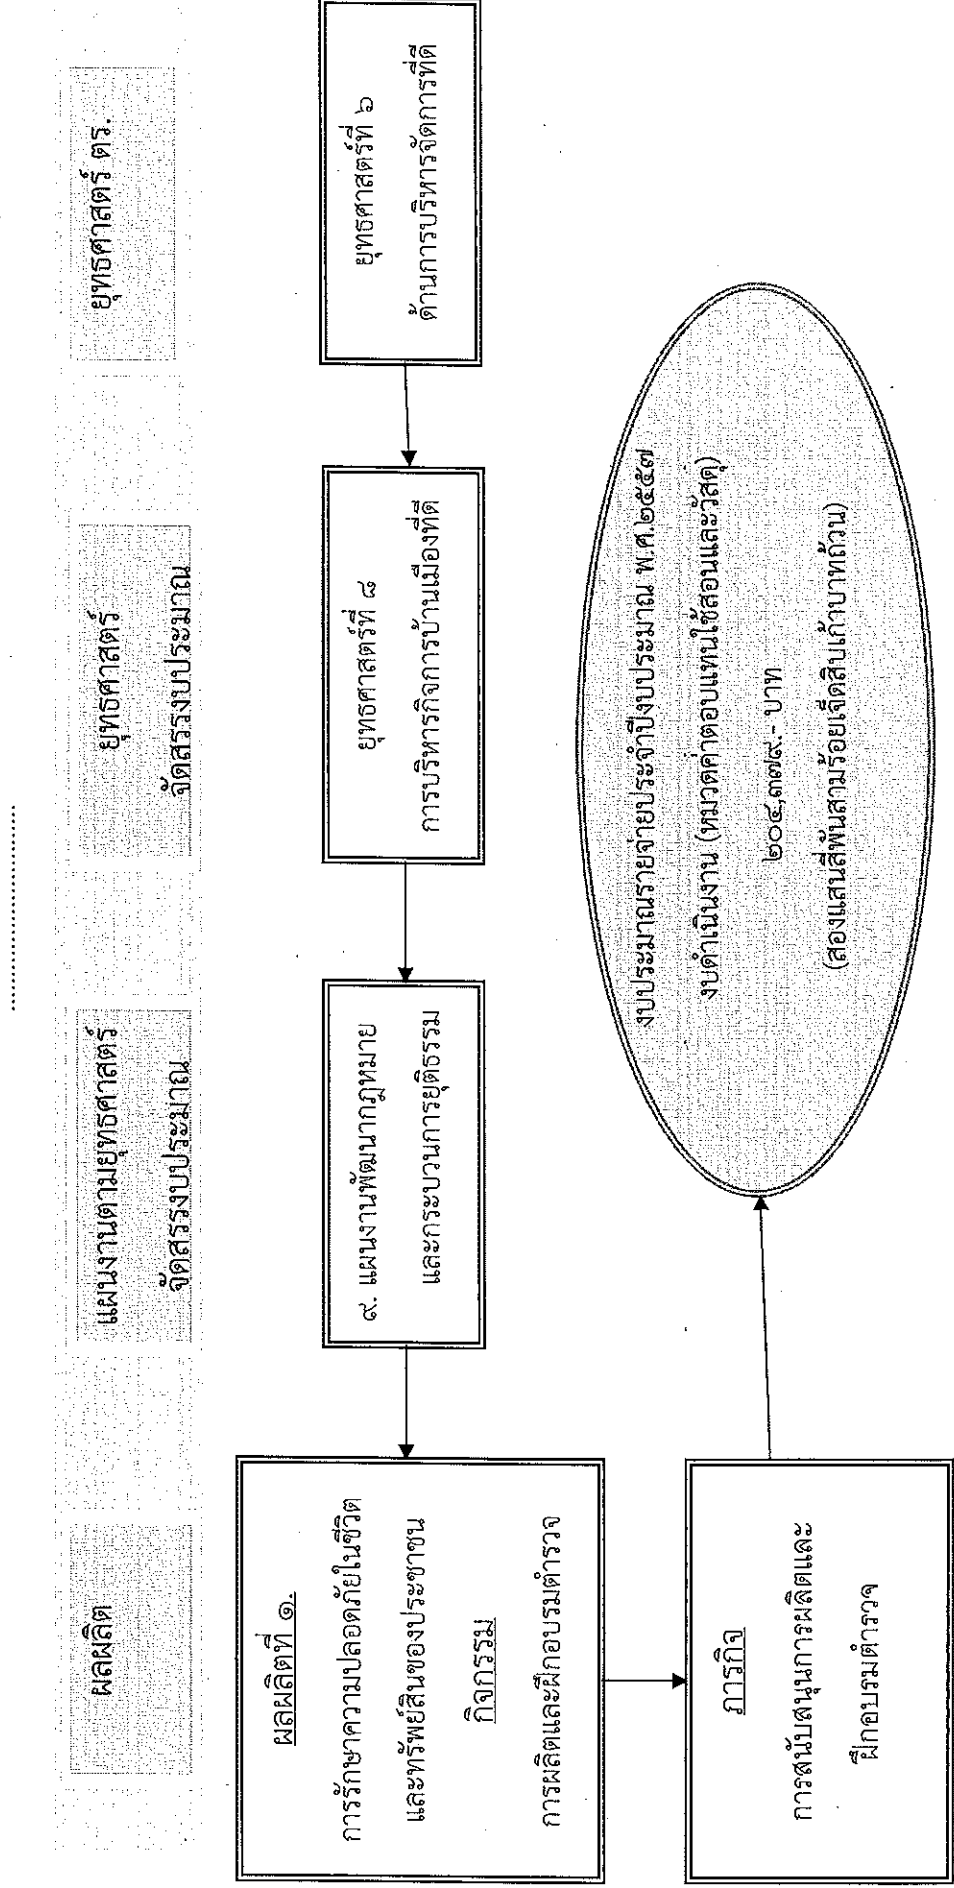 ยุทธศาสตร์ ตร.
ยุทธศาสตร์
จัดสรรงบประมาณ
แผนงานตามยุทธศาสตร์
จัดสรรงบประมาณ
ผลผลิต
ยุทธศาสตร์ที่ ๖
ด้านการบริหารจัดการที่ดี
ยุทธศาสตร์ที่ ๘
การบริหารกิจการบ้านเมืองที่ดี
๙. แผนงานพัฒนากฎหมาย
และกระบวนการยุติธรรม
ผลผลิตที่ ๑.
การรักษาความปลอดภัยในชีวิต
และทรัพย์สินของประชาชน
กิจกรรม
การผลิตและฝึกอบรมตำรวจ
ภารกิจ
การสนับสนุนการผลิตและ
ฝึกอบรมตำรวจ
งบประมาณรายจ่ายประจำปีงบประมาณ พ.ศ.๒๕๕๗
งบดำเนินงาน (หมวดค่าตอบแทนใช้สอนและวัสดุ)
๒๐๔,๓๗๙.- บาท
(สองแสนสี่พันสามร้อยเจ็ดสิบเก้าบาทถ้วน)